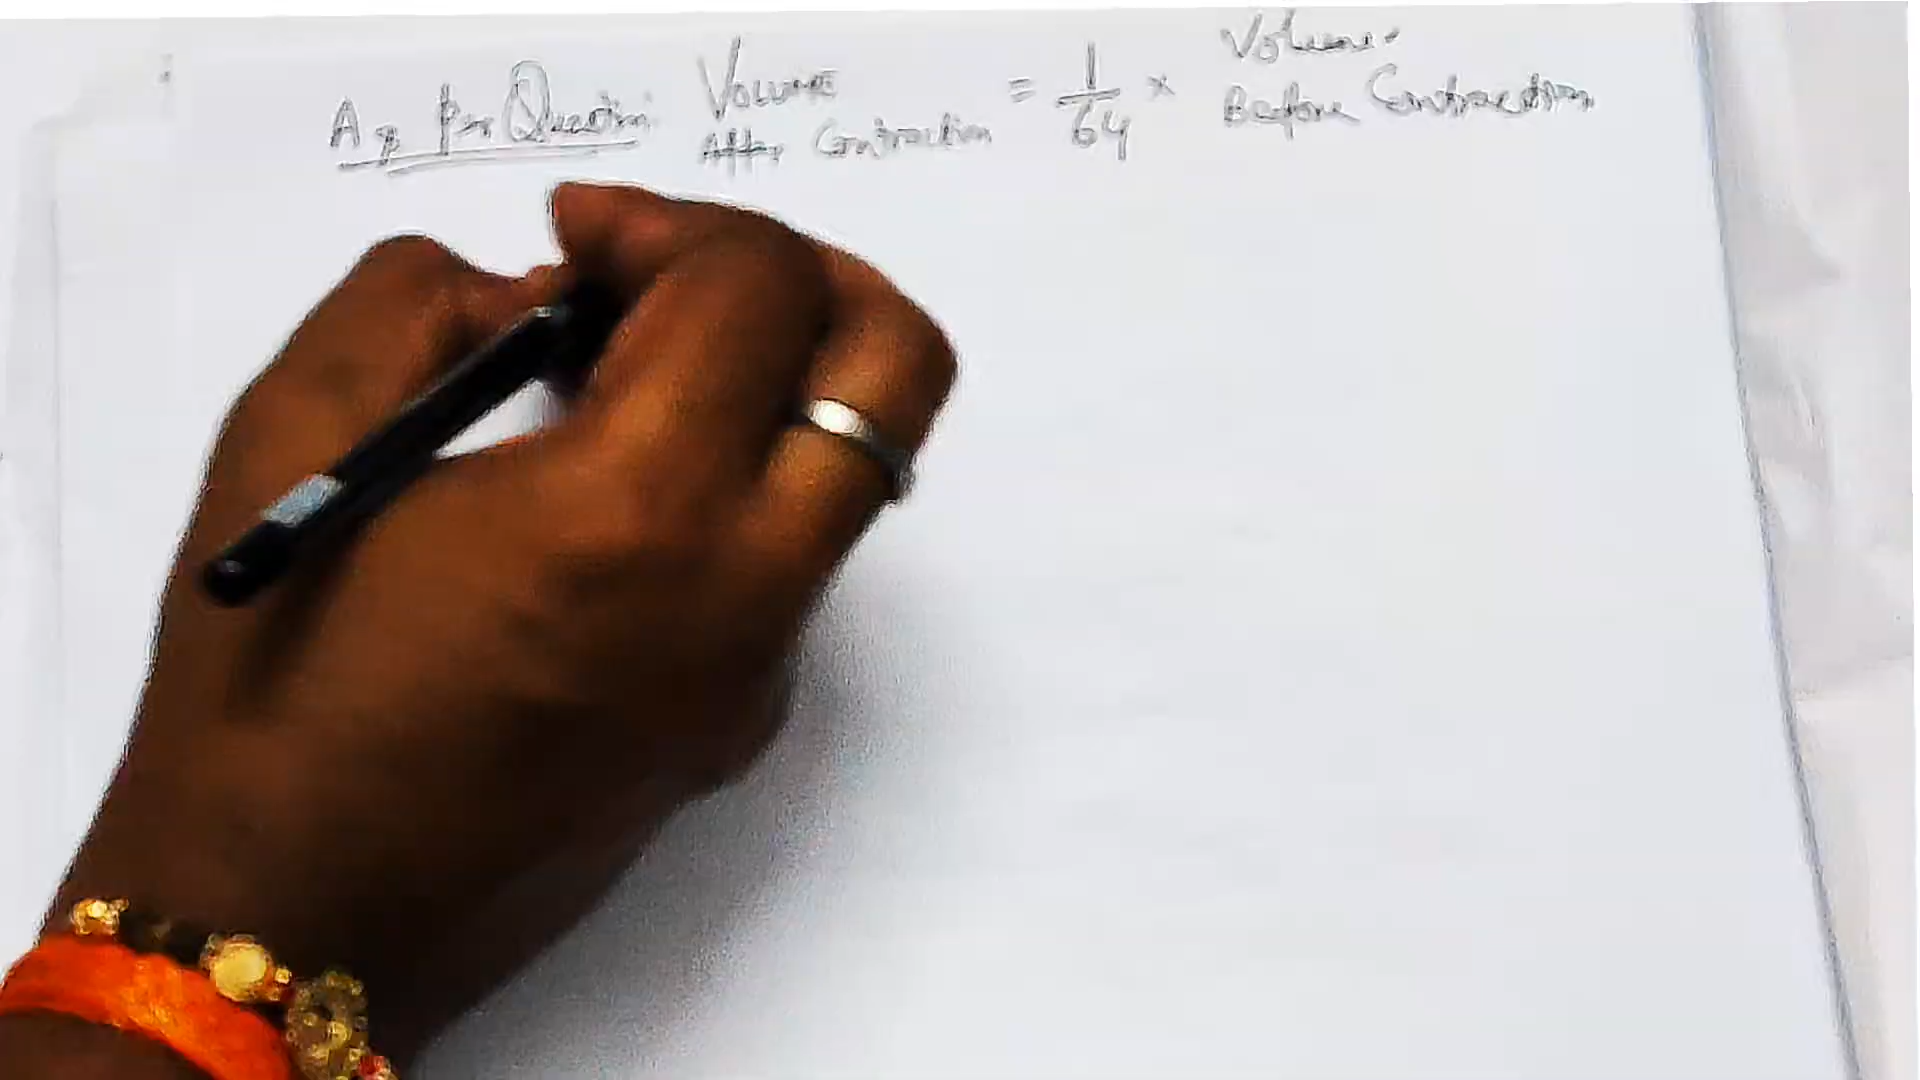 As per Question Volume After Contraction = 1/64 × Volume Before Contraction